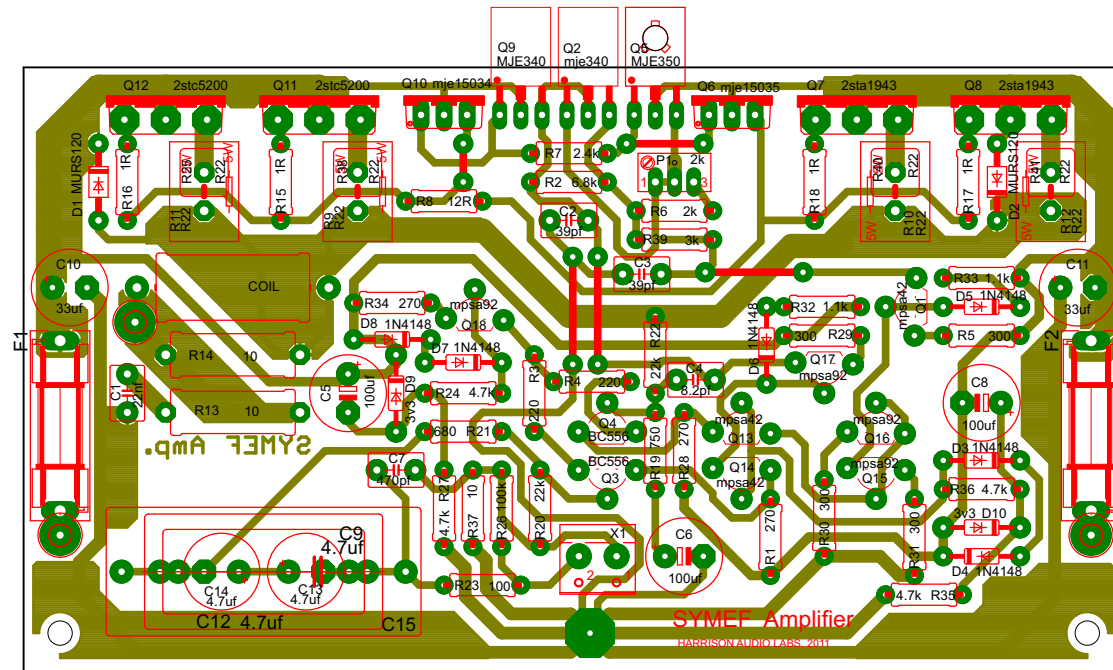 Q9
MJE340
Q2
mje340
Q5
MJE350
Q12 2stc5200
Q11 2stc5200
Q10 mje15034
Q6 mje15035
Q7 2sta1943
Q8 2sta1943
D1 MURS120
1R
R16
R25
5W
R22
R11
R22
1R
R15
5W
R38
R22
R9
R22
R8 12R
R7 2.4k
R2 6.8k
C2
39pf
P1
2k
1
3
R6 2k
R39 3k
C3
39pf
1R
R18
R40
R22
5W
R10
R22
1R
R17
D2 MURS120
R41
R22
5W
R12
R22
C10
33uf
COIL
R34 270
mpsa92
Q18
D8 1N4148
D7 1N4148
R22
22k
D6 1N4148
R32 1.1k
300 R29
mpsa42
Q1
R33 1.1k
D5 1N4148
R5 300
C11
33uf
F1
R14 10
C1
22nf
R13 10
C5
100uf
D9
3v3
R24 4.7k
680 R21
R3
220
R4 220
C4
8.2pf
Q17
mpsa92
F2
C8
100uf
SYMEF Amp.
C7
470pf
Q4
BC556
BC556
Q3
R19 750
R28 270
mpsa42
Q13
Q14
mpsa42
mpsa92
Q16
mpsa92
Q15
D3 1N4148
R36 4.7k
3v3 D10
D4 1N4148
R27
4.7k
R37 10
R26 100k
R20 22k
X1
2
C6
100uf
R1 270
R30 300
R31 300
4.7k R35
C9
4.7uf
C14
4.7uf
C13
4.7uf
C12 4.7uf
C15
R23 100
SYMEF Amplifier
HARRISON AUDIO LABS. 2011